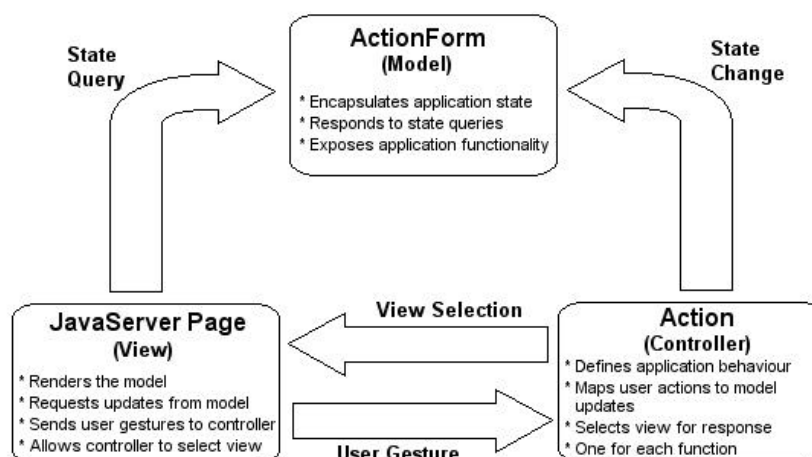 State
Query
ActionForm
(Model)
* Encapsulates application state
* Responds to state queries
* Exposes application functionality
State
Change
JavaServer Page
(View)
* Renders the model
* Requests updates from model
* Sends user gestures to controller
* Allows controller to select view
View Selection
User Gesture
Action
(Controller)
* Defines application behaviour
* Maps user actions to model
updates
* Selects view for response
* One for each function